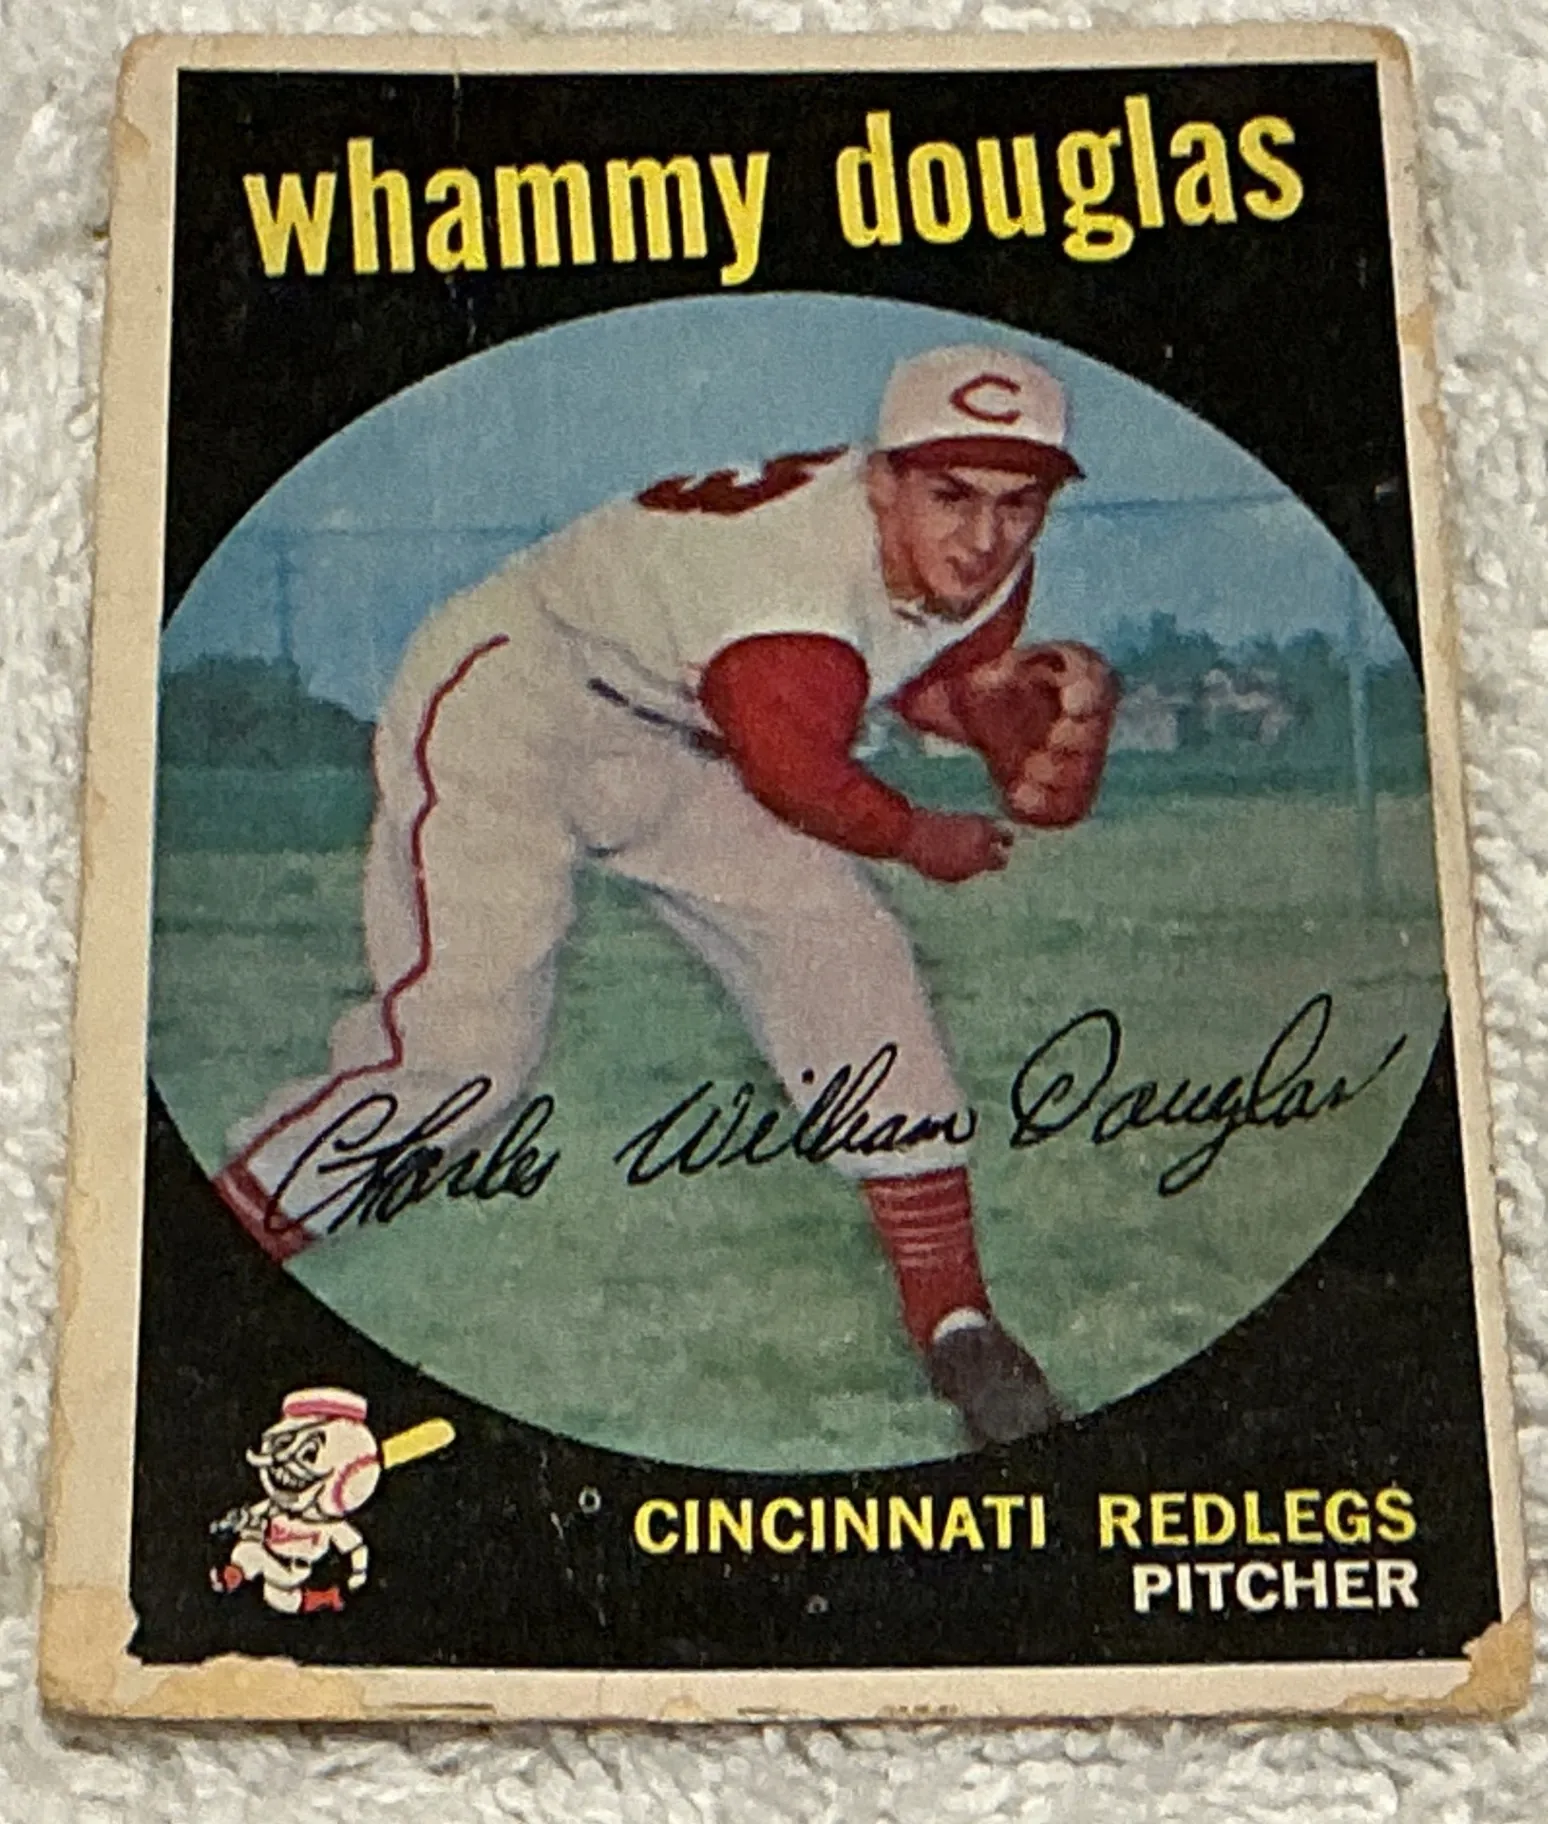 whammy douglas
C
Charles William Douglas
CINCINNATI REDLEGS
PITCHER